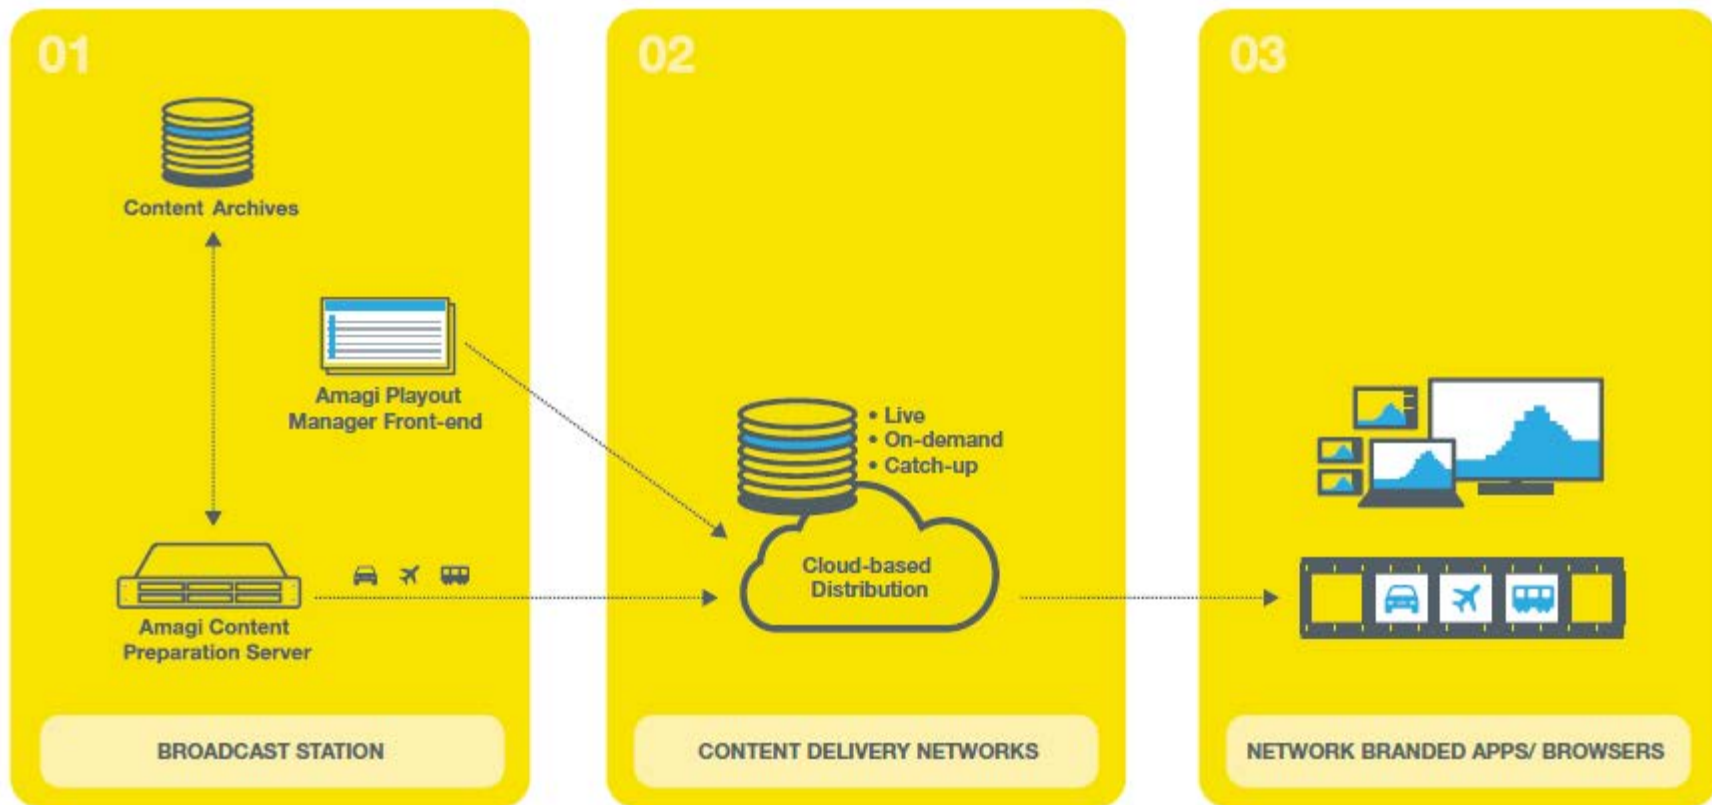 01
Content Archives
Amagi Playout
Manager Front-end
Amagi Content
Preparation Server
BROADCAST STATION
02
• Live
• On-demand
• Catch-up
Cloud-based
Distribution
CONTENT DELIVERY NETWORKS
03
NETWORK BRANDED APPS/ BROWSERS